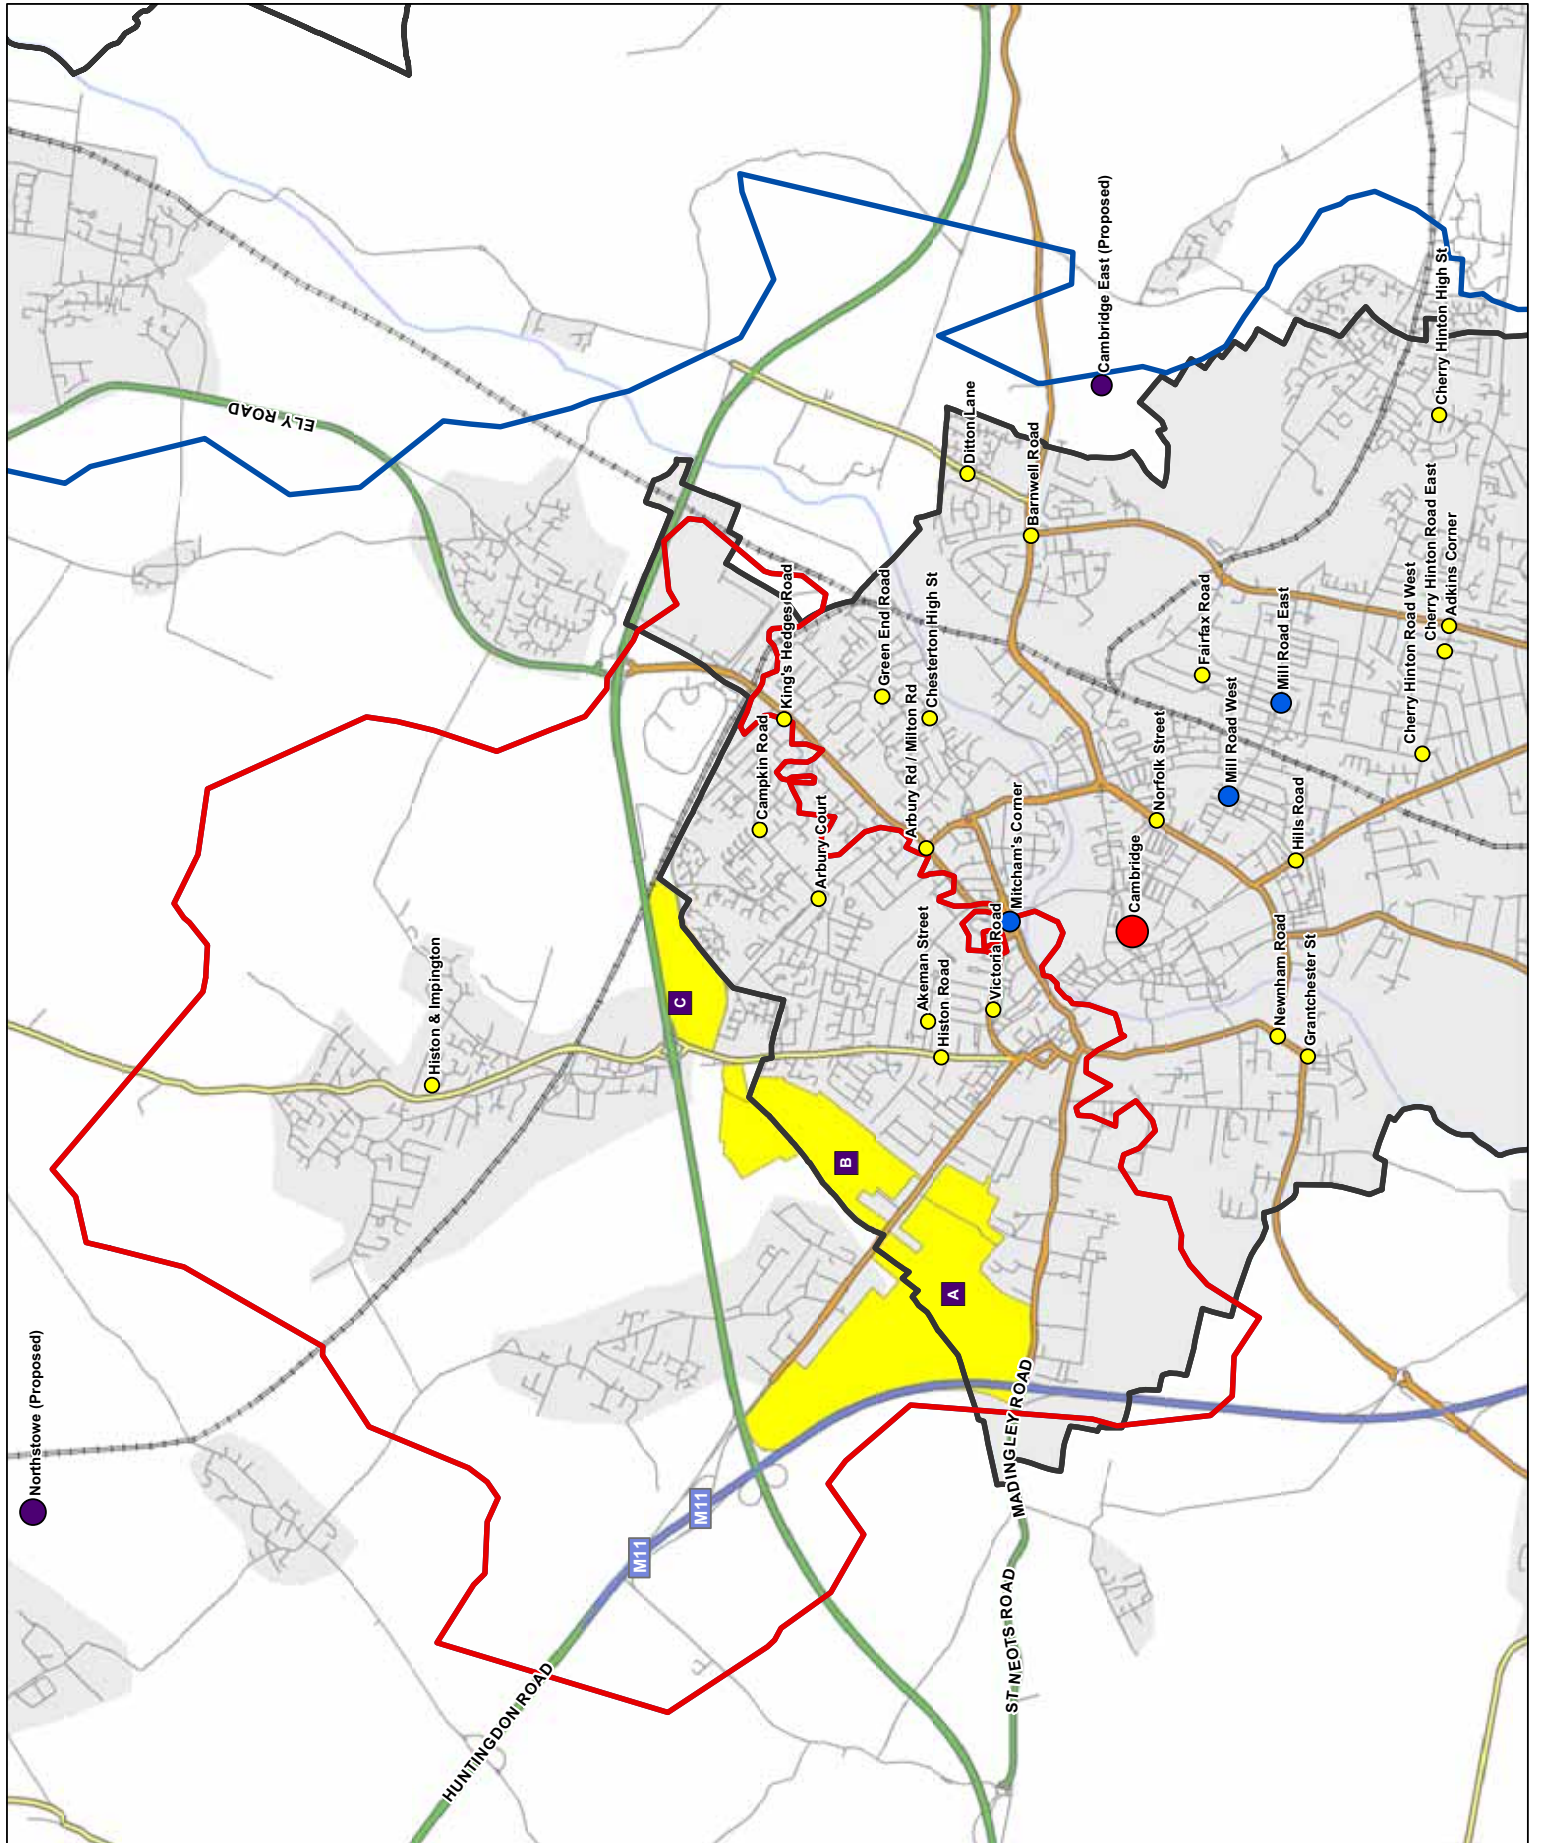 Northstowe (Proposed)
Histon & Impington
ELY ROAD
HUNTINGDON ROAD
M11
M11
C
B
A
MADINGLEY ROAD
ST NEOTS ROAD
Campkin Road
King's Hedges Road
Arbury Court
Green End Road
Arbury Rd / Milton Rd
Chesterton High St
Akeman Street
Histon Road
Victoria Road
Mitcham's Corner
Ditton Lane
Barnwell Road
Cambridge East (Proposed)
Cambridge
Norfolk Street
Fairfax Road
Mill Road West
Mill Road East
Hills Road
Newnham Road
Grantchester St
Cherry Hinton Road West
Cherry Hinton Road East
Adkins Corner
Cherry Hinton High St